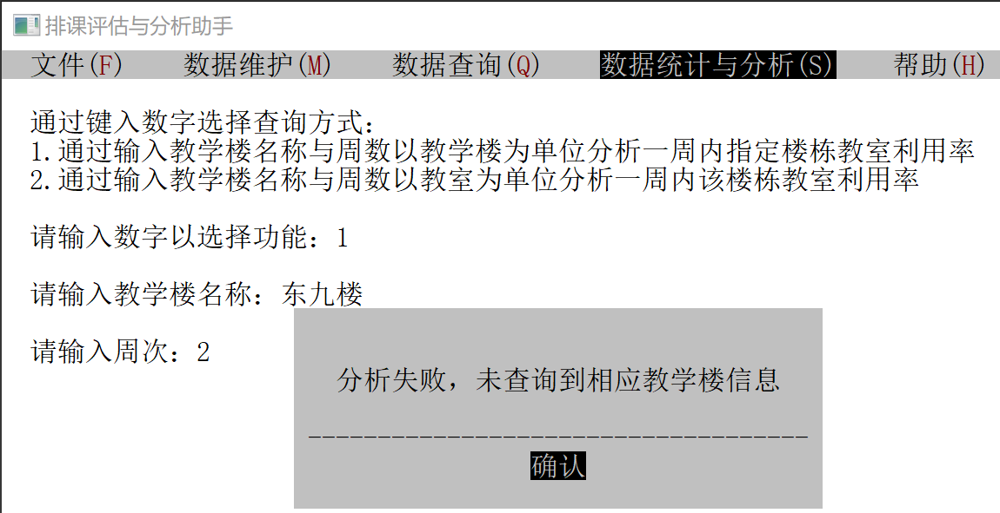 排课评估与分析助手
文件(F) 数据维护(M) 数据查询(Q) 数据统计与分析(S) 帮助(H)
通过键入数字选择查询方式：
1.通过输入教学楼名称与周数以教学楼为单位分析一周内指定楼栋教室利用率
2.通过输入教学楼名称与周数以教室为单位分析一周内该楼栋教室利用率
请输入数字以选择功能：1
请输入教学楼名称：东九楼
请输入周次：2
分析失败，未查询到相应教学楼信息
------------------------------------
确认